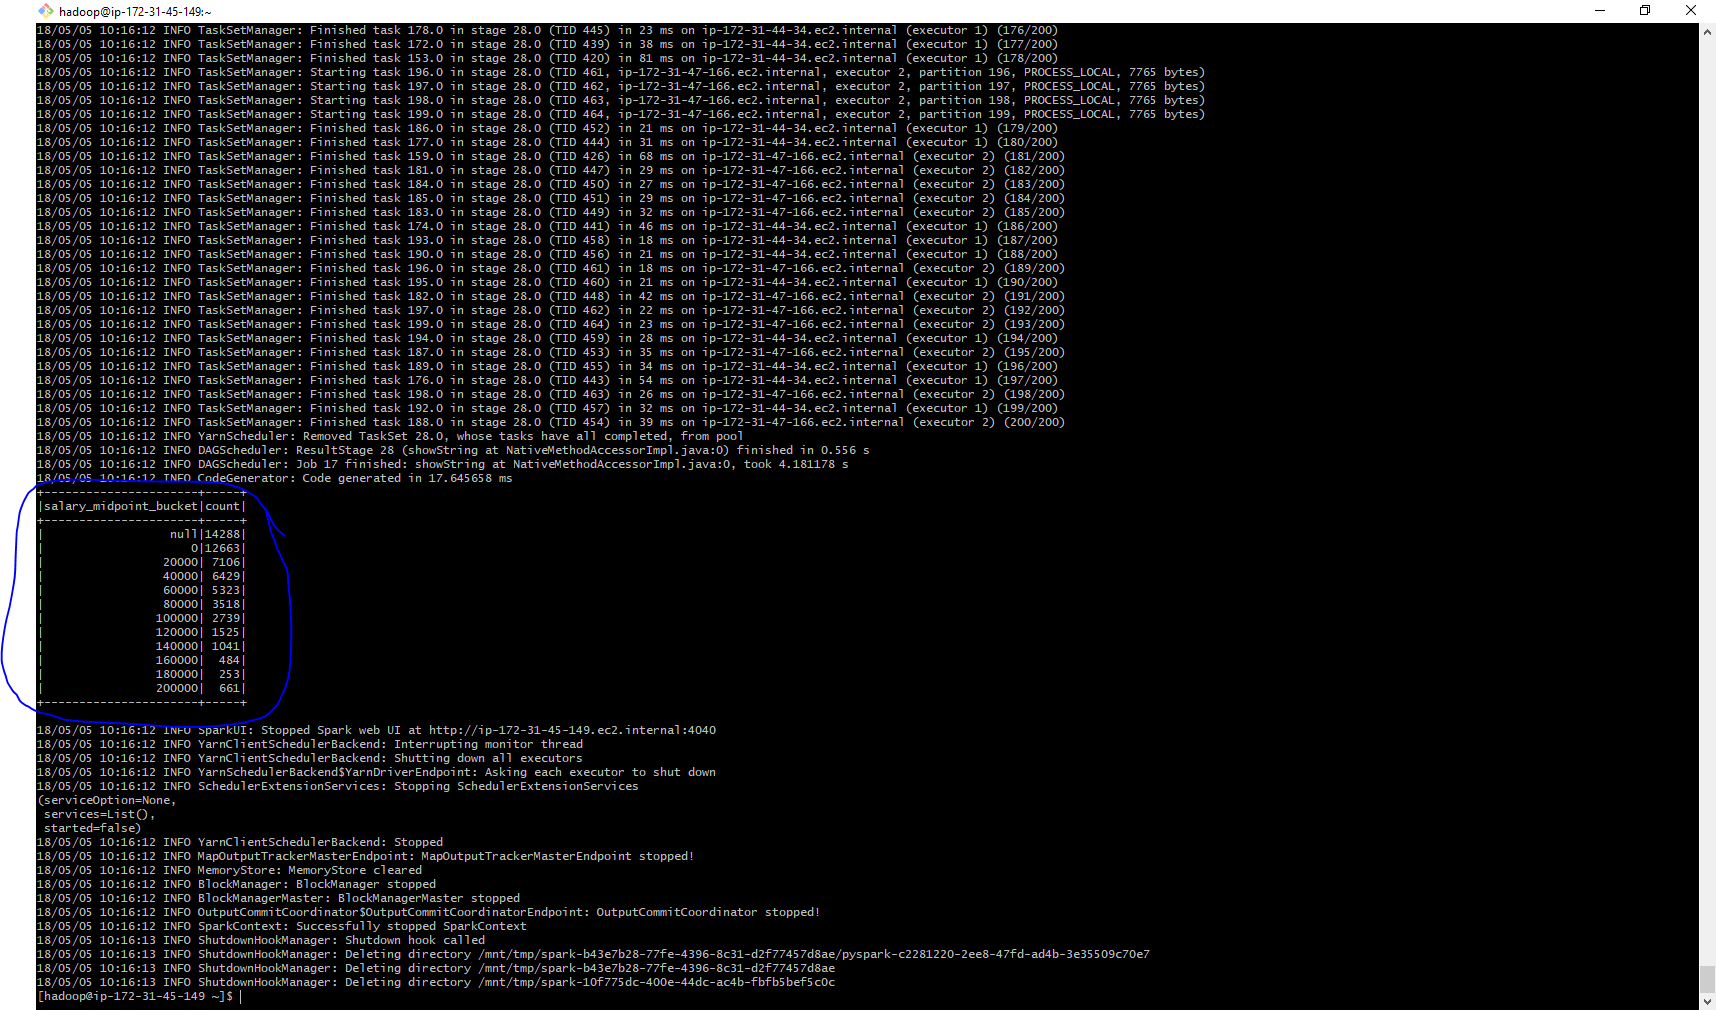 hadoop@ip-172-31-45-149:~
18/05/05 10:16:12 INFO TaskSetManager: Finished task 178.0 in stage 28.0 (TID 445) in 23 ms on ip-172-31-44-34.ec2.internal (executor 1) (176/200)
18/05/05 10:16:12 INFO TaskSetManager: Finished task 172.0 in stage 28.0 (TID 439) in 38 ms on ip-172-31-44-34.ec2.internal (executor 1) (177/200)
18/05/05 10:16:12 INFO TaskSetManager: Finished task 153.0 in stage 28.0 (TID 420) in 81 ms on ip-172-31-44-34.ec2.internal (executor 1) (178/200)
18/05/05 10:16:12 INFO TaskSetManager: Starting task 196.0 in stage 28.0 (TID 461, ip-172-31-47-166.ec2.internal, executor 2, partition 196, PROCESS_LOCAL, 7765 bytes)
18/05/05 10:16:12 INFO TaskSetManager: Starting task 197.0 in stage 28.0 (TID 462, ip-172-31-47-166.ec2.internal, executor 2, partition 197, PROCESS_LOCAL, 7765 bytes)
18/05/05 10:16:12 INFO TaskSetManager: Starting task 198.0 in stage 28.0 (TID 463, ip-172-31-47-166.ec2.internal, executor 2, partition 198, PROCESS_LOCAL, 7765 bytes)
18/05/05 10:16:12 INFO TaskSetManager: Starting task 199.0 in stage 28.0 (TID 464, ip-172-31-47-166.ec2.internal, executor 2, partition 199, PROCESS_LOCAL, 7765 bytes)
18/05/05 10:16:12 INFO TaskSetManager: Finished task 186.0 in stage 28.0 (TID 452) in 21 ms on ip-172-31-44-34.ec2.internal (executor 1) (179/200)
18/05/05 10:16:12 INFO TaskSetManager: Finished task 177.0 in stage 28.0 (TID 444) in 31 ms on ip-172-31-44-34.ec2.internal (executor 1) (180/200)
18/05/05 10:16:12 INFO TaskSetManager: Finished task 159.0 in stage 28.0 (TID 426) in 68 ms on ip-172-31-47-166.ec2.internal (executor 2) (181/200)
18/05/05 10:16:12 INFO TaskSetManager: Finished task 181.0 in stage 28.0 (TID 447) in 29 ms on ip-172-31-47-166.ec2.internal (executor 2) (182/200)
18/05/05 10:16:12 INFO TaskSetManager: Finished task 184.0 in stage 28.0 (TID 450) in 27 ms on ip-172-31-47-166.ec2.internal (executor 2) (183/200)
18/05/05 10:16:12 INFO TaskSetManager: Finished task 185.0 in stage 28.0 (TID 451) in 29 ms on ip-172-31-47-166.ec2.internal (executor 2) (184/200)
18/05/05 10:16:12 INFO TaskSetManager: Finished task 183.0 in stage 28.0 (TID 449) in 32 ms on ip-172-31-47-166.ec2.internal (executor 2) (185/200)
18/05/05 10:16:12 INFO TaskSetManager: Finished task 174.0 in stage 28.0 (TID 441) in 46 ms on ip-172-31-44-34.ec2.internal (executor 1) (186/200)
18/05/05 10:16:12 INFO TaskSetManager: Finished task 193.0 in stage 28.0 (TID 458) in 18 ms on ip-172-31-44-34.ec2.internal (executor 1) (187/200)
18/05/05 10:16:12 INFO TaskSetManager: Finished task 190.0 in stage 28.0 (TID 456) in 21 ms on ip-172-31-44-34.ec2.internal (executor 1) (188/200)
18/05/05 10:16:12 INFO TaskSetManager: Finished task 196.0 in stage 28.0 (TID 461) in 18 ms on ip-172-31-47-166.ec2.internal (executor 2) (189/200)
18/05/05 10:16:12 INFO TaskSetManager: Finished task 195.0 in stage 28.0 (TID 460) in 21 ms on ip-172-31-44-34.ec2.internal (executor 1) (190/200)
18/05/05 10:16:12 INFO TaskSetManager: Finished task 182.0 in stage 28.0 (TID 448) in 42 ms on ip-172-31-47-166.ec2.internal (executor 2) (191/200)
18/05/05 10:16:12 INFO TaskSetManager: Finished task 197.0 in stage 28.0 (TID 462) in 22 ms on ip-172-31-47-166.ec2.internal (executor 2) (192/200)
18/05/05 10:16:12 INFO TaskSetManager: Finished task 199.0 in stage 28.0 (TID 464) in 23 ms on ip-172-31-47-166.ec2.internal (executor 2) (193/200)
18/05/05 10:16:12 INFO TaskSetManager: Finished task 194.0 in stage 28.0 (TID 459) in 28 ms on ip-172-31-44-34.ec2.internal (executor 1) (194/200)
18/05/05 10:16:12 INFO TaskSetManager: Finished task 187.0 in stage 28.0 (TID 453) in 35 ms on ip-172-31-47-166.ec2.internal (executor 2) (195/200)
18/05/05 10:16:12 INFO TaskSetManager: Finished task 189.0 in stage 28.0 (TID 455) in 34 ms on ip-172-31-44-34.ec2.internal (executor 1) (196/200)
18/05/05 10:16:12 INFO TaskSetManager: Finished task 176.0 in stage 28.0 (TID 443) in 54 ms on ip-172-31-44-34.ec2.internal (executor 1) (197/200)
18/05/05 10:16:12 INFO TaskSetManager: Finished task 198.0 in stage 28.0 (TID 463) in 26 ms on ip-172-31-47-166.ec2.internal (executor 2) (198/200)
18/05/05 10:16:12 INFO TaskSetManager: Finished task 192.0 in stage 28.0 (TID 457) in 32 ms on ip-172-31-44-34.ec2.internal (executor 1) (199/200)
18/05/05 10:16:12 INFO TaskSetManager: Finished task 188.0 in stage 28.0 (TID 454) in 39 ms on ip-172-31-47-166.ec2.internal (executor 2) (200/200)
18/05/05 10:16:12 INFO YarnScheduler: Removed TaskSet 28.0, whose tasks have all completed, from pool
18/05/05 10:16:12 INFO DAGScheduler: ResultStage 28 (showString at NativeMethodAccessorImpl.java:0) finished in 0.556 s
18/05/05 10:16:12 INFO DAGScheduler: Job 17 finished: showString at NativeMethodAccessorImpl.java:0, took 4.181178 s
18/05/05 10:16:12 INFO CodeGenerator: Code generated in 17.645658 ms
+----------------------+-----+
|salary_midpoint_bucket|count|
+----------------------+-----+
|                  null|14288|
|                     0|12663|
|                 20000| 7106|
|                 40000| 6429|
|                 60000| 5323|
|                 80000| 3518|
|                100000| 2739|
|                120000| 1525|
|                140000| 1041|
|                160000|  484|
|                180000|  253|
|                200000|  661|
+----------------------+-----+
18/05/05 10:16:12 INFO SparkUI: Stopped Spark web UI at http://ip-172-31-45-149.ec2.internal:4040
18/05/05 10:16:12 INFO YarnClientSchedulerBackend: Interrupting monitor thread
18/05/05 10:16:12 INFO YarnClientSchedulerBackend: Shutting down all executors
18/05/05 10:16:12 INFO YarnSchedulerBackend$YarnDriverEndpoint: Asking each executor to shut down
18/05/05 10:16:12 INFO SchedulerExtensionServices: Stopping SchedulerExtensionServices
(serviceOption=None,
 services=List(),
 started=false)
18/05/05 10:16:12 INFO YarnClientSchedulerBackend: Stopped
18/05/05 10:16:12 INFO MapOutputTrackerMasterEndpoint: MapOutputTrackerMasterEndpoint stopped!
18/05/05 10:16:12 INFO MemoryStore: MemoryStore cleared
18/05/05 10:16:12 INFO BlockManager: BlockManager stopped
18/05/05 10:16:12 INFO BlockManagerMaster: BlockManagerMaster stopped
18/05/05 10:16:12 INFO OutputCommitCoordinator$OutputCommitCoordinatorEndpoint: OutputCommitCoordinator stopped!
18/05/05 10:16:12 INFO SparkContext: Successfully stopped SparkContext
18/05/05 10:16:13 INFO ShutdownHookManager: Shutdown hook called
18/05/05 10:16:13 INFO ShutdownHookManager: Deleting directory /mnt/tmp/spark-b43e7b28-77fe-4396-8c31-d2f77457d8ae/pyspark-c2281220-2ee8-47fd-ad4b-3e35509c70e7
18/05/05 10:16:13 INFO ShutdownHookManager: Deleting directory /mnt/tmp/spark-b43e7b28-77fe-4396-8c31-d2f77457d8ae
18/05/05 10:16:13 INFO ShutdownHookManager: Deleting directory /mnt/tmp/spark-10f775dc-400e-44dc-ac4b-fbfb5bef5c0c
[hadoop@ip-172-31-45-149 ~]$